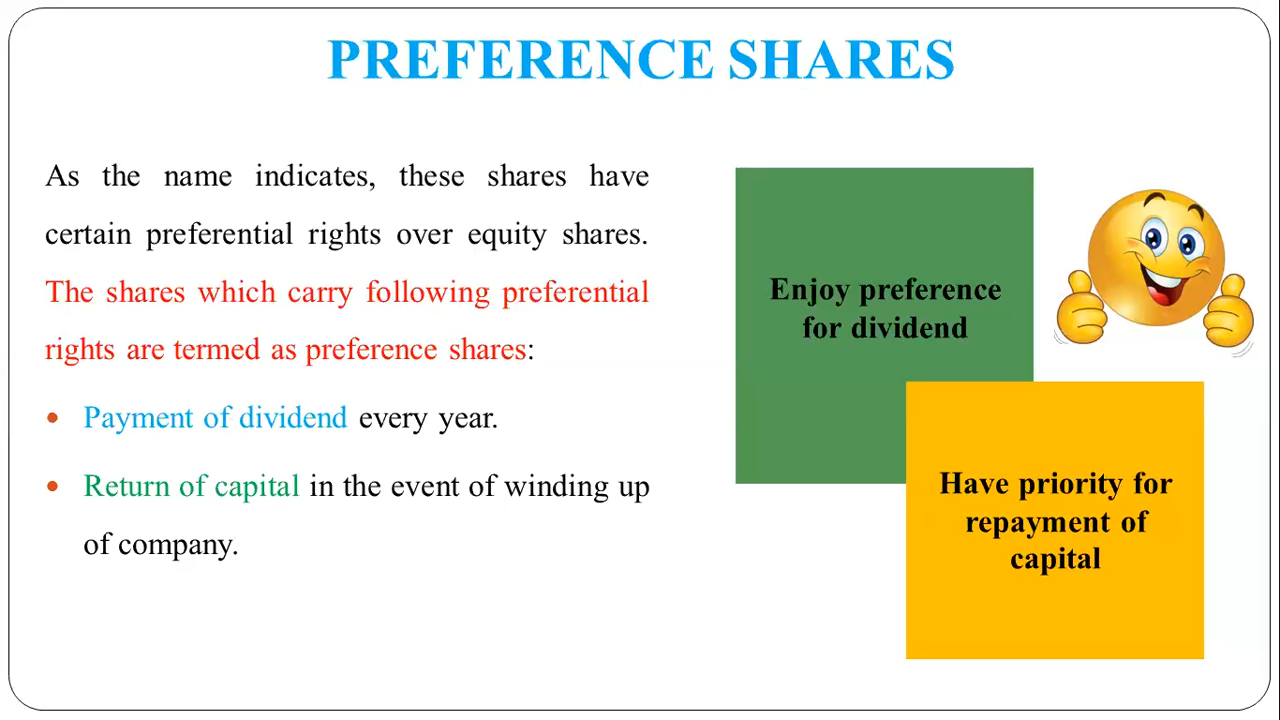 PREFERENCE SHARES
As the name indicates, these shares have
certain preferential rights over equity shares.
The shares which carry following preferential
rights are termed as preference shares:
• Payment of dividend every year.
• Return of capital in the event of winding up
of company.
Enjoy preference
for dividend
Have priority for
repayment of
capital